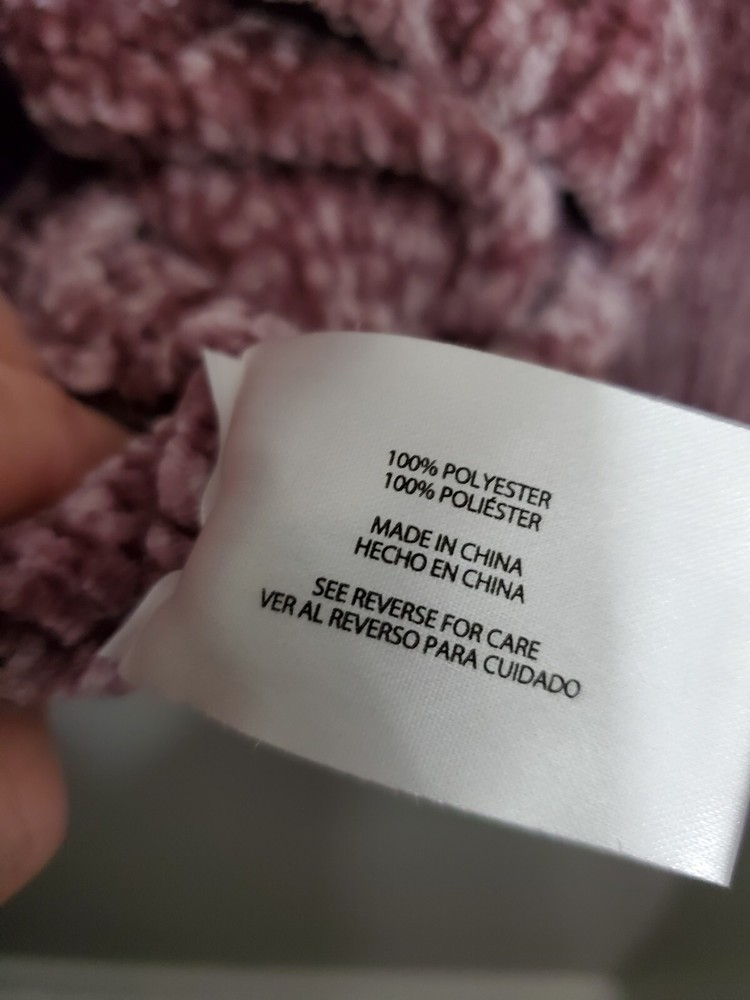 100% POLYESTER
100% POLIÉSTER
MADE IN CHINA
HECHO EN CHINA
SEE REVERSE FOR CARE
VER AL REVERSO PARA CUIDADO